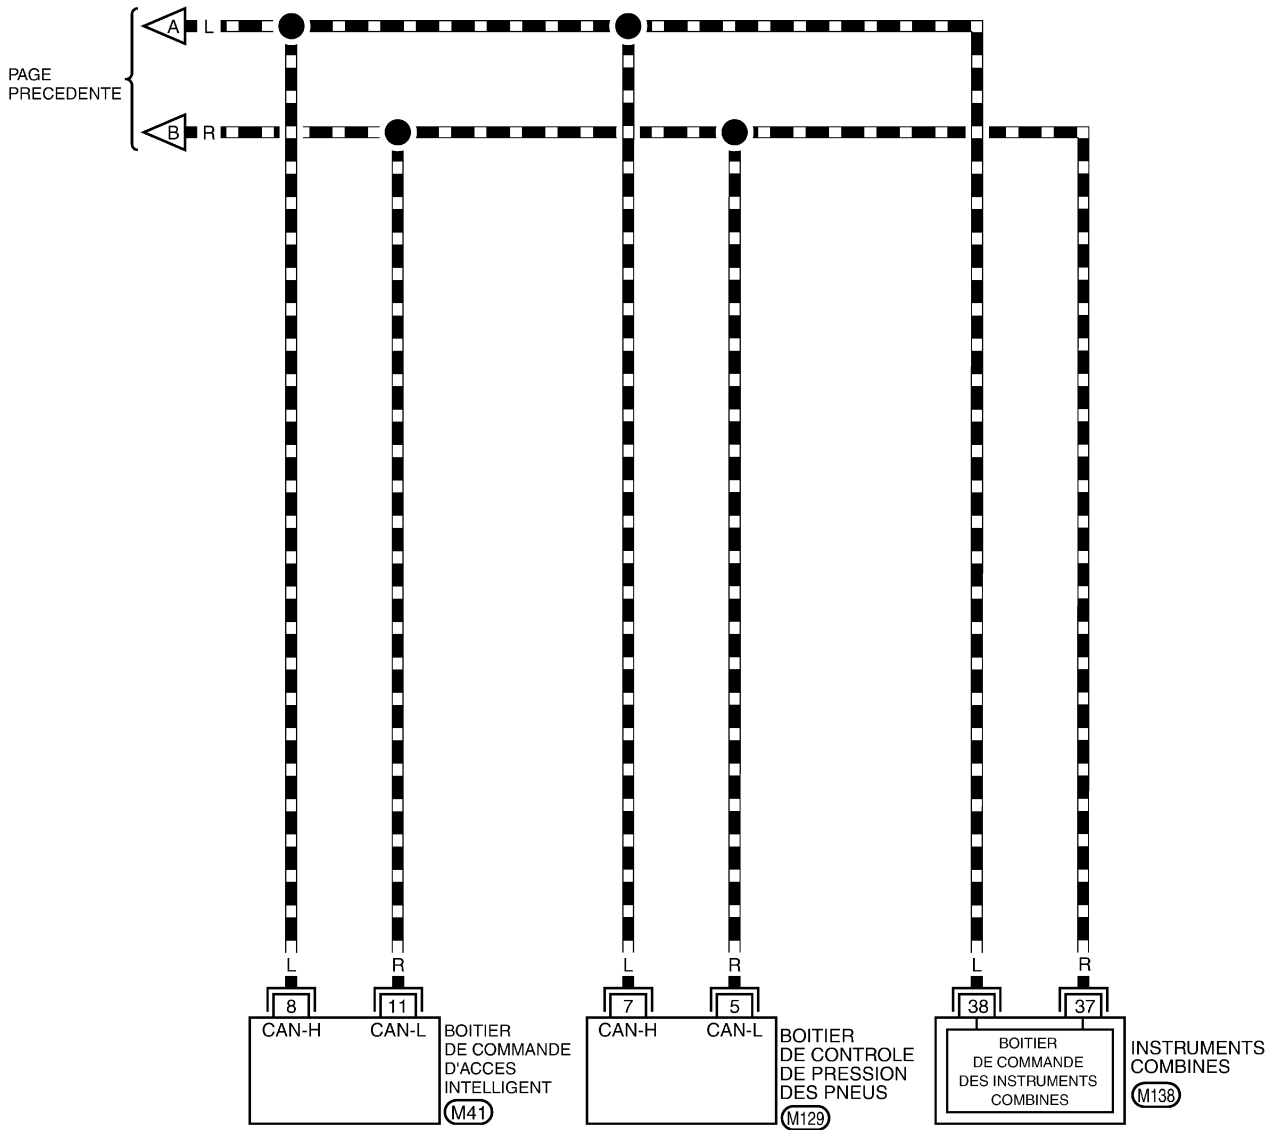 A L
PAGE
PRECEDENTE
B R
L R L R L R
8 11 7 5 38 37
CAN-H CAN-L
BOITIER
DE COMMANDE
D'ACCES
INTELLIGENT
M41
CAN-H CAN-L
BOITIER
DE CONTROLE
DE PRESSION
DES PNEUS
M129
BOITIER
DE COMMANDE
DES INSTRUMENTS
COMBINES
INSTRUMENTS
COMBINES
M138